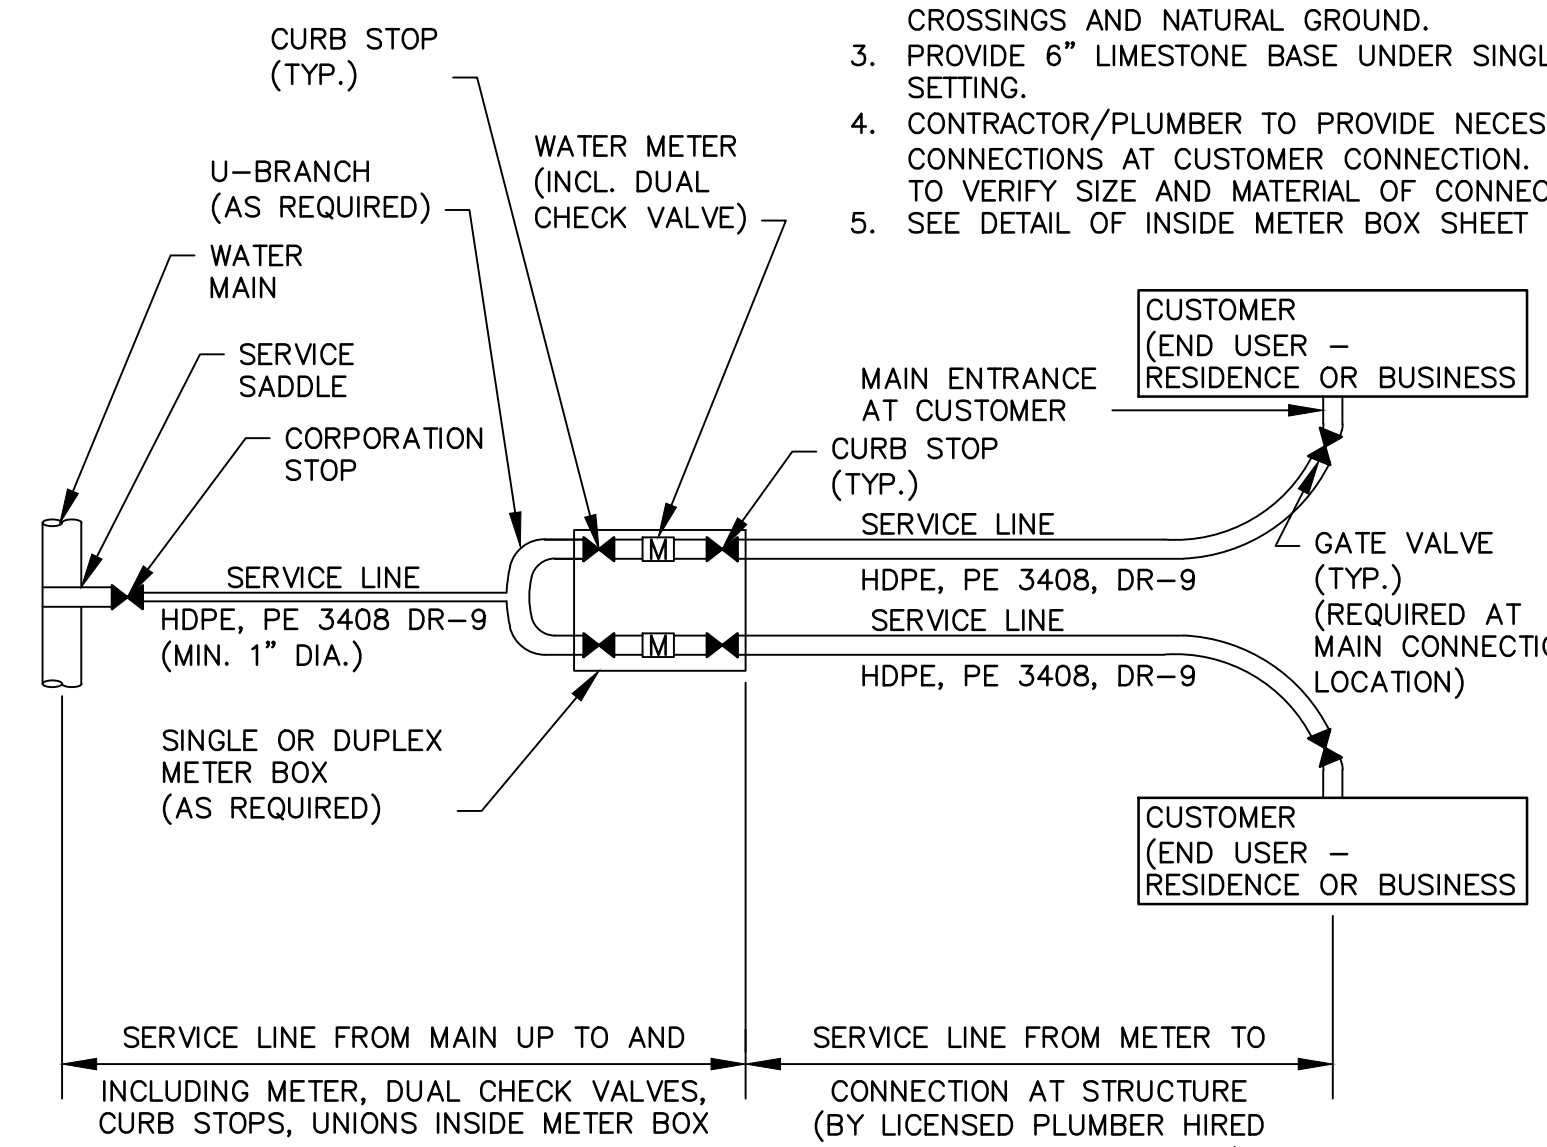 CROSSINGS AND NATURAL GROUND.
3. PROVIDE 6" LIMESTONE BASE UNDER
SETTING.
4. CONTRACTOR/PLUMBER TO PROVIDE
CONNECTIONS AT CUSTOMER CONNECTION.
TO VERIFY SIZE AND MATERIAL OF
5. SEE DETAIL OF INSIDE METER BOX SHEET
CURB STOP
(TYP.)
U-BRANCH
(AS REQUIRED)
WATER METER
(INCL. DUAL
CHECK VALVE)
WATER
MAIN
SERVICE
SADDLE
CORPORATION
STOP
CUSTOMER
(END USER -
RESIDENCE OR BUSINESS
MAIN ENTRANCE
AT CUSTOMER
CURB STOP
(TYP.)
SERVICE LINE
HDPE, PE 3408, DR-9
GATE VALVE
(TYP.)
(REQUIRED AT
MAIN
LOCATION)
SERVICE LINE
HDPE, PE 3408 DR-9
(MIN. 1" DIA.)
M
M
SERVICE LINE
HDPE, PE 3408, DR-9
SINGLE OR DUPLEX
METER BOX
(AS REQUIRED)
CUSTOMER
(END USER -
RESIDENCE OR BUSINESS
SERVICE LINE FROM MAIN UP TO AND
INCLUDING METER, DUAL CHECK VALVES,
CURB STOPS, UNIONS INSIDE METER BOX
SERVICE LINE FROM METER TO
CONNECTION AT STRUCTURE
(BY LICENSED PLUMBER HIRED